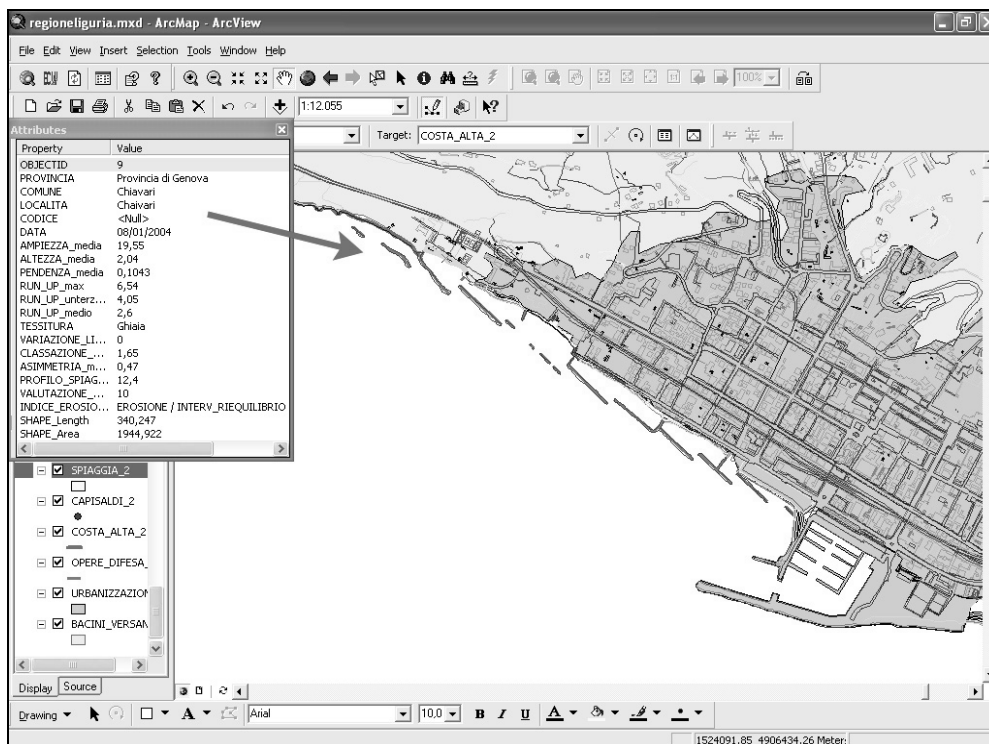 regioneliguria.mxd - ArcMap - ArcView
File Edit View Insert Selection Tools Window Help
100%
1:12.055
Attributes
Target: COSTA_ALTA_2
Property Value
OBJECTID 9
PROVINCIA Provincia di Genova
COMUNE Chiavari
LOCALITA Chaivari
CODICE <Null>
DATA 08/01/2004
AMPIEZZA_media 19,55
ALTEZZA_media 2,04
PENDENZA_media 0,1043
RUN_UP_max 6,54
RUN_UP_unterz... 4,05
RUN_UP_medio 2,6
TESSITURA Ghiaia
VARIAZIONE_LI... 0
CLASSAZIONE_... 1,65
ASIMMETRIA_m... 0,47
PROFILO_SPIAG... 12,4
VALUTAZIONE_... 10
INDICE_EROSIO... EROSIONE / INTERV_RIEQUILIBRIO
SHAPE_Length 340,247
SHAPE_Area 1944,922
SPIAGGIA_2
CAPISALDI_2
COSTA_ALTA_2
OPERE_DIFESA_
URBANIZZAZION
BACINI_VERSAN
Display Source
Drawing A Arial 10,0 B I U A
1524091.85 4906434.26 Meter: